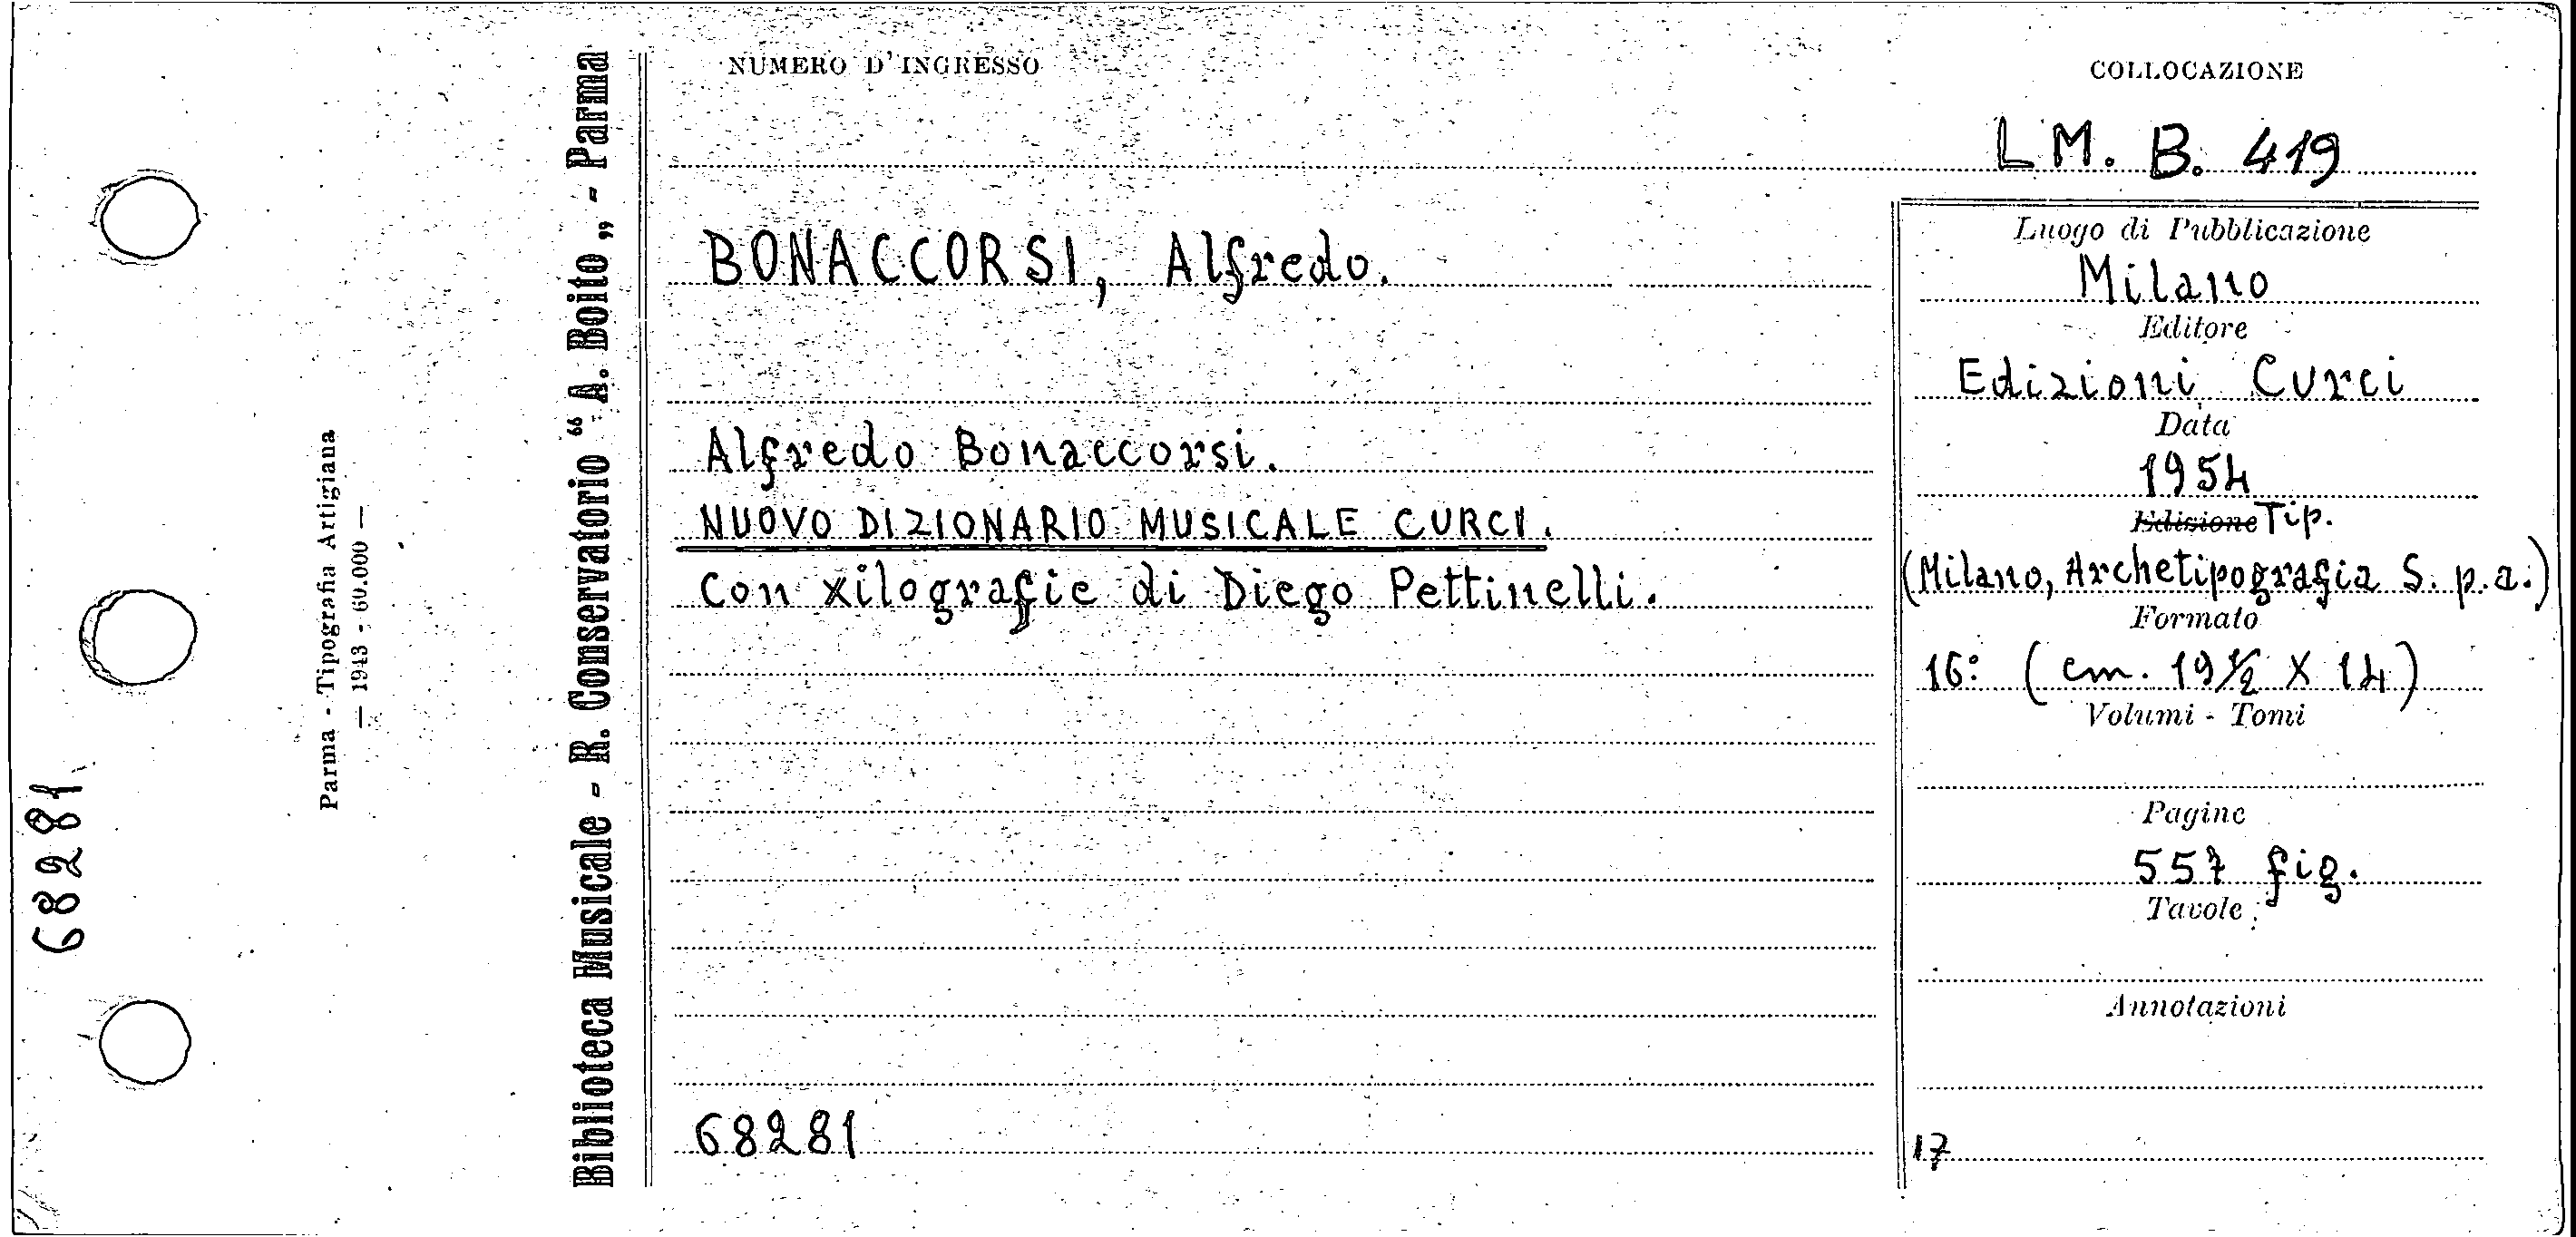 68281
Parma - Tipografia Artigiana
— 1943 - 60.000 —
Biblioteca Musicale - R. Conservatorio “A. Boito„ - Parma
NUMERO D'INGRESSO
COLLOCAZIONE
L M. B. 419
BONACCORSI, Alfredo.
Alfredo Bonaccorsi.
NUOVO DIZIONARIO MUSICALE CURCI.
Con xilografie di Diego Pettinelli.
68281
Luogo di Pubblicazione
Milano
Editore
Edizioni Curci
Data
1954
Edizione Tip.
(Milano, Archetipografia S. p. a.)
Formato
16: (cm. 19 1/2 X 14)
Volumi - Tomi
Pagine
557 fig.
Tavole
Annotazioni
17